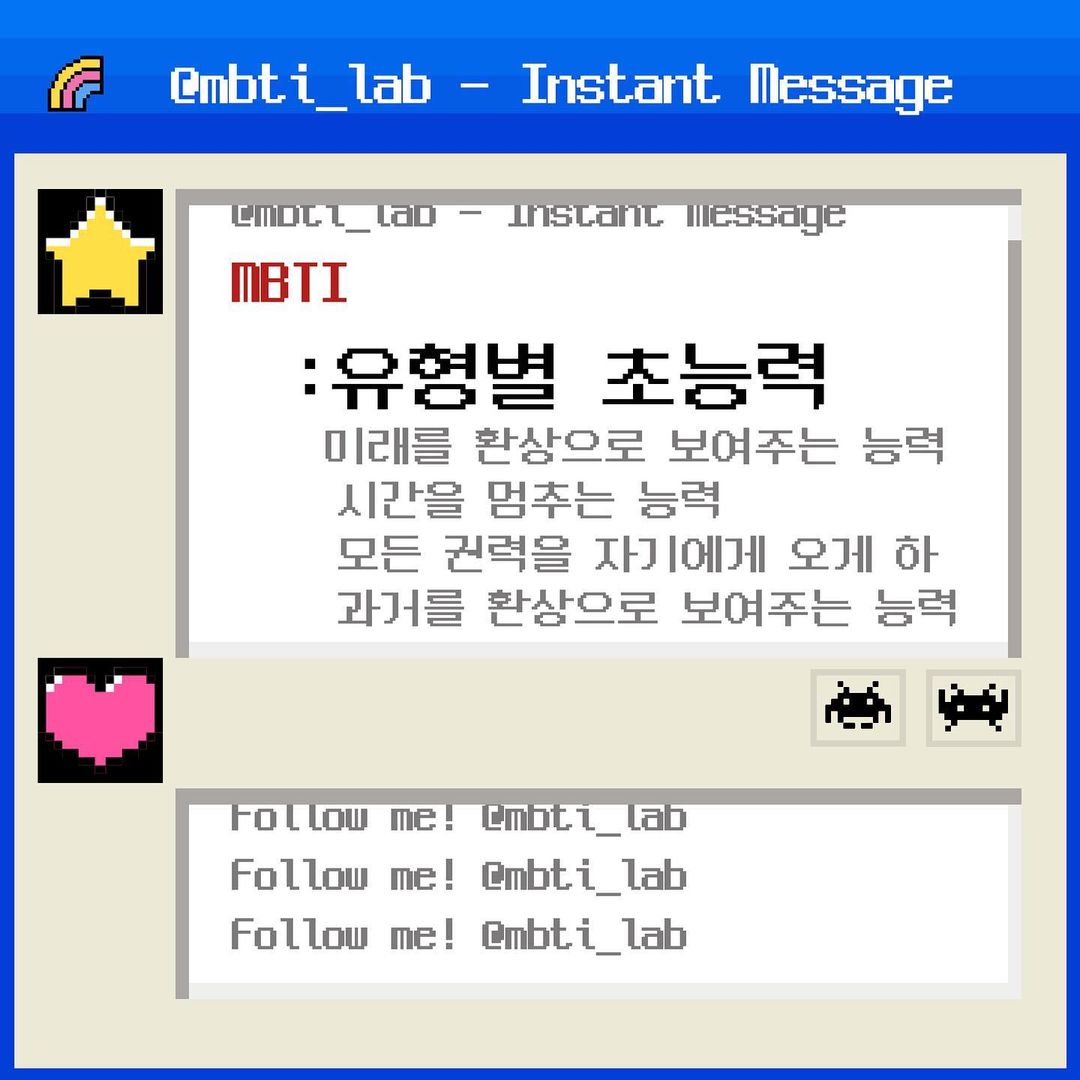 @mbti_lab - Instant Message
@mbti_lab - Instant Message
MBTI
:유형별 초능력
미래를 환상으로 보여주는 능력
시간을 멈추는 능력
모든 권력을 자기에게 오게 하
과거를 환상으로 보여주는 능력
Follow me! @mbti_lab
Follow me! @mbti_lab
Follow me! @mbti_lab